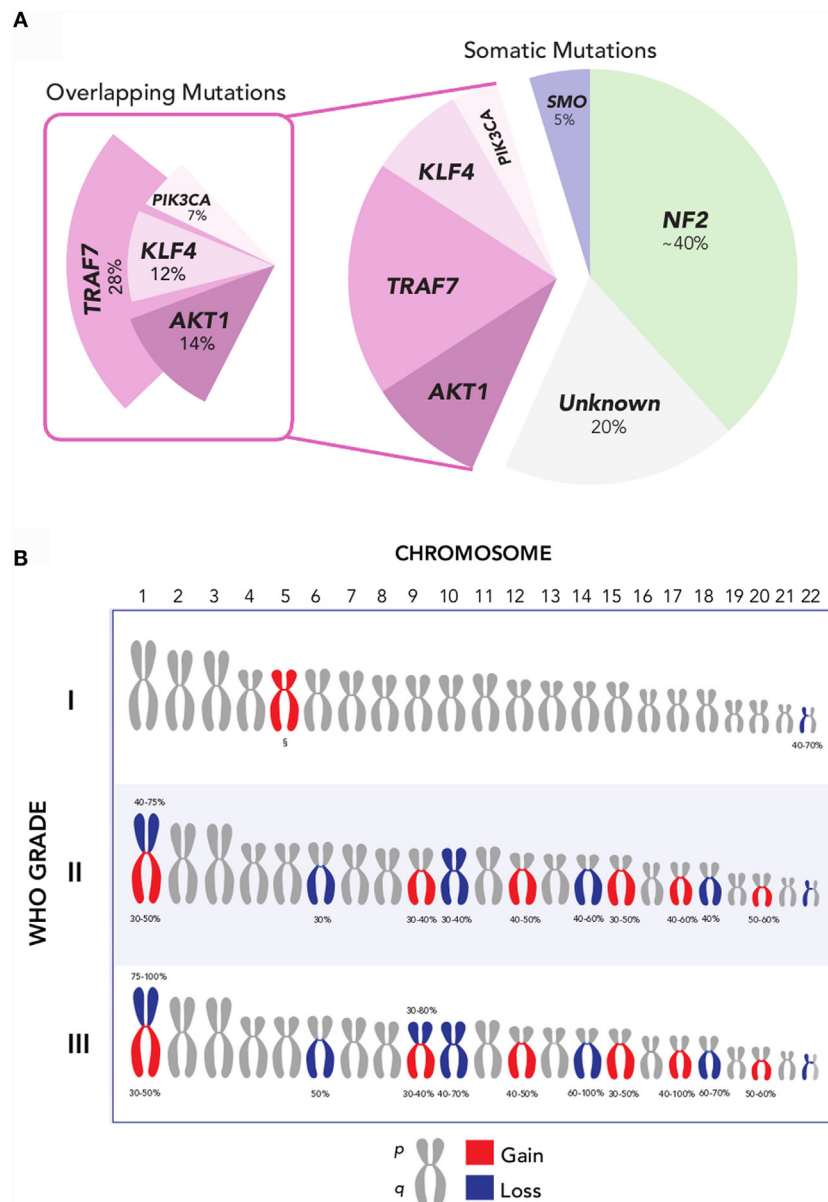 A
Somatic Mutations
Overlapping Mutations
SMO
5%
PIK3CA
KLF4
NF2
~40%
PIK3CA
7%
KLF4
12%
TRAF7
28%
TRAF7
AKT1
14%
AKT1
Unknown
20%
B
CHROMOSOME
1 2 3 4 5 6 7 8 9 10 11 12 13 14 15 16 17 18 19 20 21 22
WHO GRADE
I
§
40-70%
40-75%
II
30-50% 30% 30-40% 30-40% 40-50% 40-60% 30-50% 40-60% 40% 50-60%
75-100%
30-80%
III
30-50% 50% 30-40% 40-70% 40-50% 60-100% 30-50% 40-100% 60-70% 50-60%
p
Gain
q
Loss